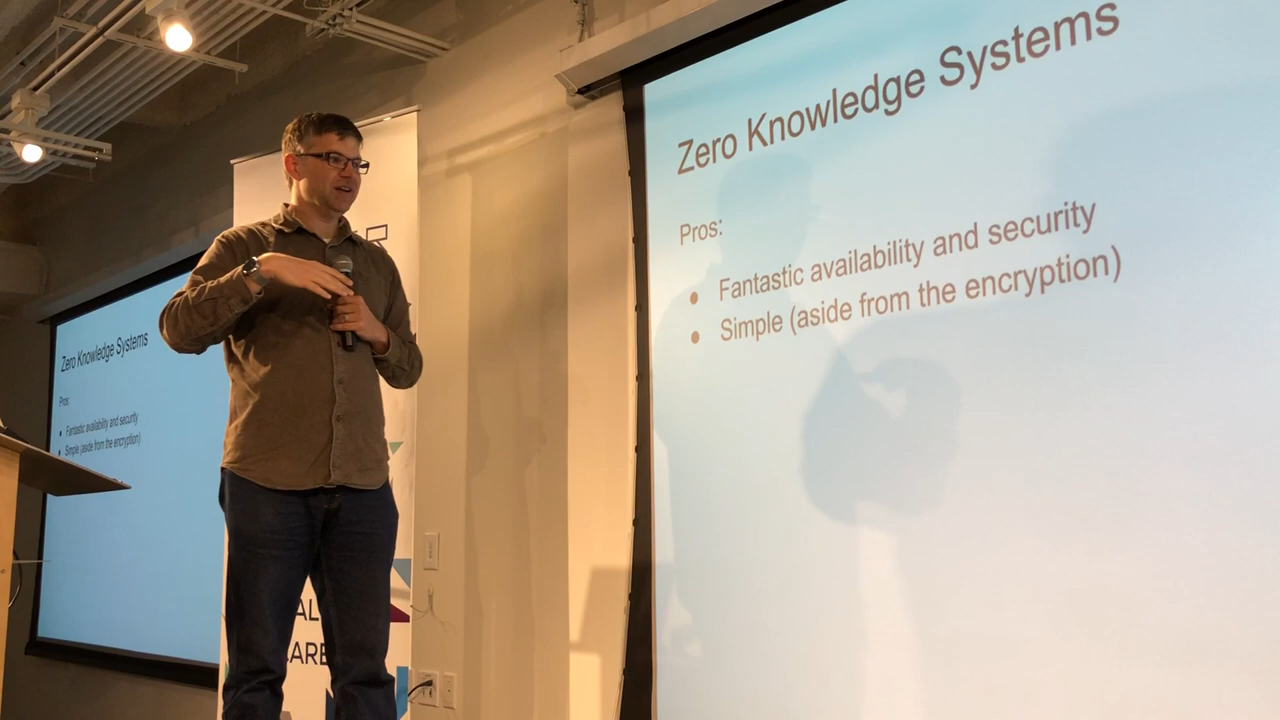 Zero Knowledge Systems
Pros:
Fantastic availability and security
Simple (aside from the encryption)
Zero Knowledge Systems
Pros:
Fantastic availability and security
Simple (aside from the encryption)